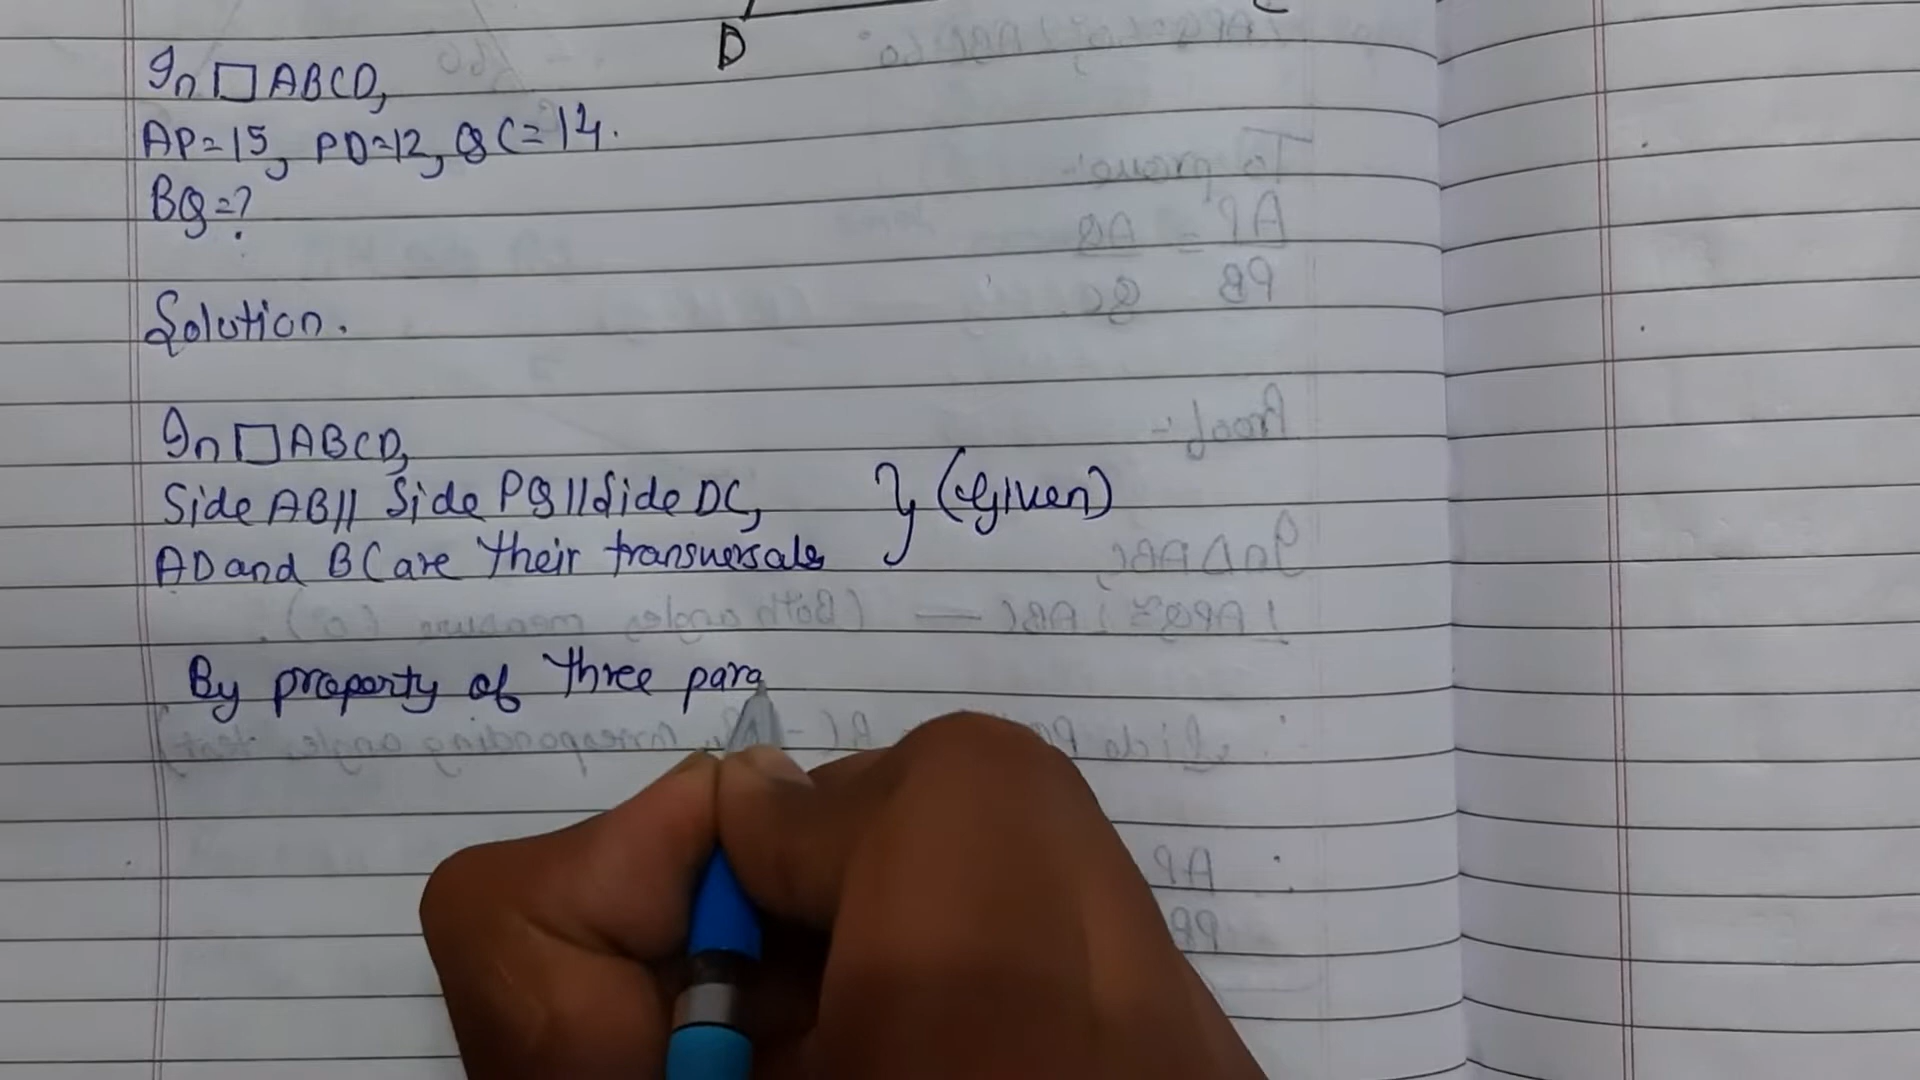 D
In □ABCD,
AP=15, PD=12, QC=14.
BQ=?
Solution.
In □ABCD,
Side AB || Side PQ || Side DC, } (Given)
AD and BC are their transversals
By property of three para